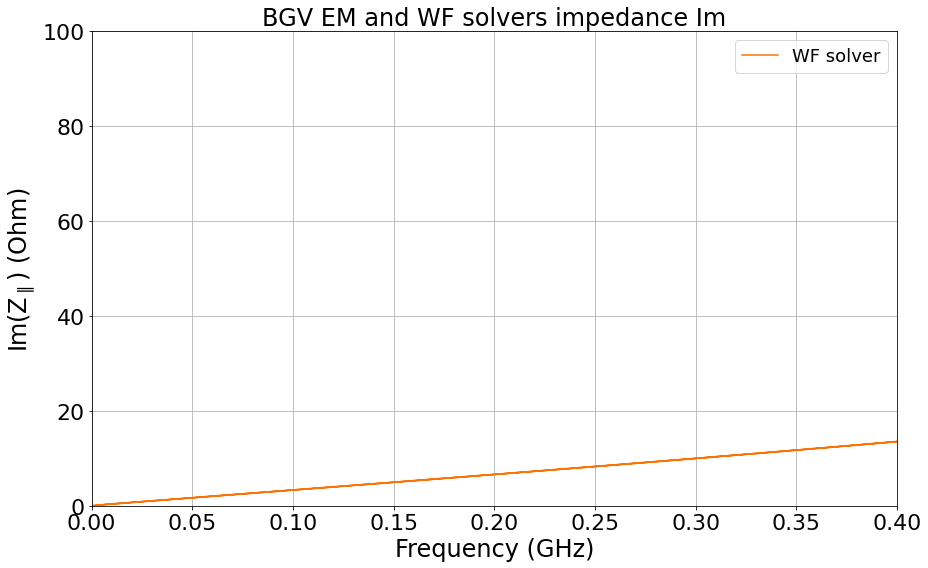 BGV EM and WF solvers impedance Im
WF solver
Im(Z∥) (Ohm)
100
80
60
40
20
0
0.00 0.05 0.10 0.15 0.20 0.25 0.30 0.35 0.40
Frequency (GHz)